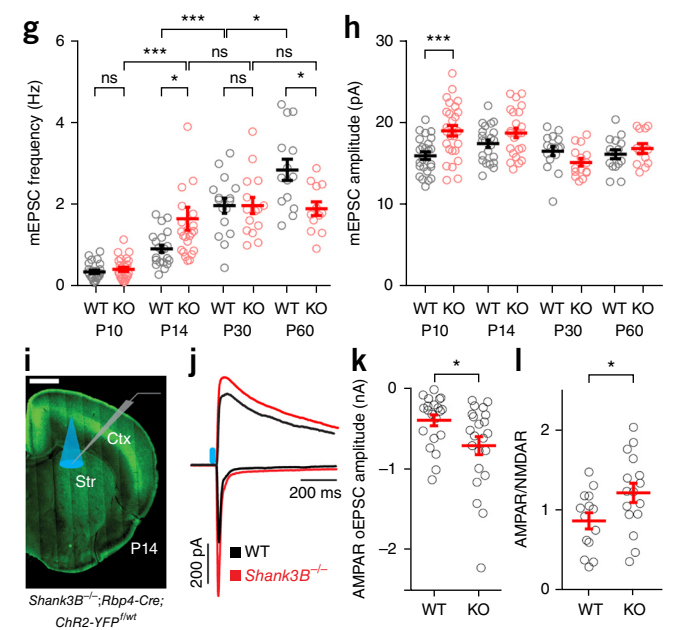 g
*** *
*** ns ns
ns * ns *
mEPSC frequency (Hz)
6
4
2
0
WT KO WT KO WT KO WT KO
P10 P14 P30 P60
h
***
mEPSC amplitude (pA)
30
20
10
0
WT KO WT KO WT KO WT KO
P10 P14 P30 P60
i
Ctx
Str
P14
Shank3B−/−;Rbp4-Cre;
ChR2-YFPf/wt
j
200 ms
200 pA
WT
Shank3B−/−
k
*
AMPAR oEPSC amplitude (nA)
0
−1
−2
WT KO
l
*
AMPAR/NMDAR
2
1
0
WT KO